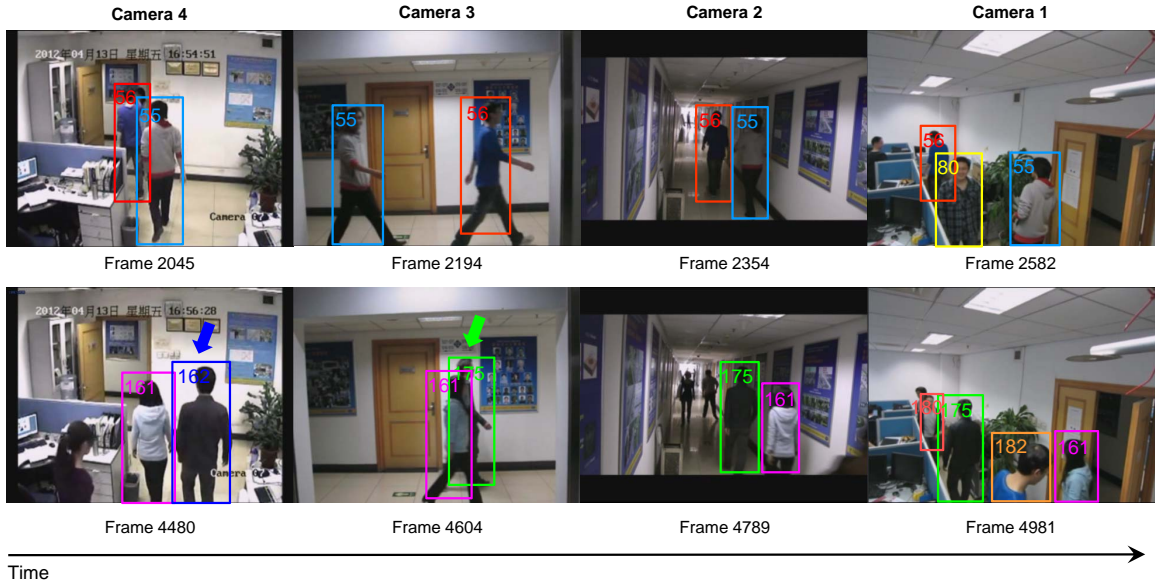 Camera 4
Camera 3
Camera 2
Camera 1
2012年04月13日 星期五 16:54:51
56
55
55
56
56
55
56
80
55
Frame 2045
Frame 2194
Frame 2354
Frame 2582
2012年04月13日 星期五 16:56:28
161
162
161
175
175
161
175
182
61
Frame 4480
Frame 4604
Frame 4789
Frame 4981
Time